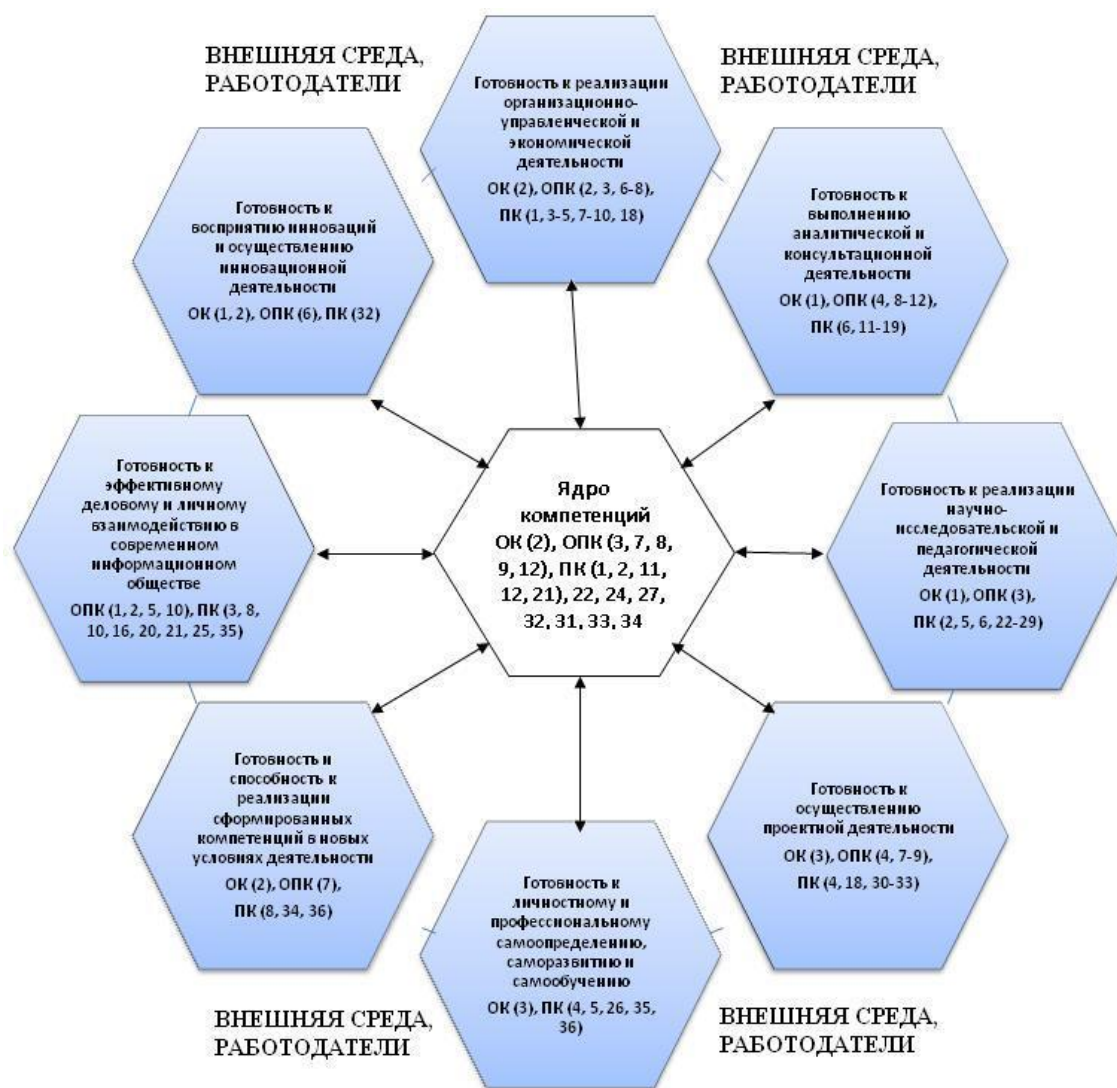 ВНЕШНЯЯ СРЕДА,
РАБОТОДАТЕЛИ
Готовность к реализации
организационно-
управленческой и
экономической
деятельности
ОК (2), ОПК (2, 3, 6-8),
ПК (1, 3-5, 7-10, 18)
ВНЕШНЯЯ СРЕДА,
РАБОТОДАТЕЛИ
Готовность к
восприятию инноваций
и осуществлению
инновационной
деятельности
ОК (1, 2), ОПК (6), ПК (32)
Готовность к
выполнению
аналитической и
консультационной
деятельности
ОК (1), ОПК (4, 8-12),
ПК (6, 11-19)
Готовность к
эффективному
деловому и личному
взаимодействию в
современном
информационном
обществе
ОПК (1, 2, 5, 10), ПК (3, 8,
10, 16, 20, 21, 25, 35)
Ядро
компетенций
ОК (2), ОПК (3, 7, 8,
9, 12), ПК (1, 2, 11,
12, 21), 22, 24, 27,
32, 31, 33, 34
Готовность к реализации
научно-
исследовательской и
педагогической
деятельности
ОК (1), ОПК (3),
ПК (2, 5, 6, 22-29)
Готовность и
способность к
реализации
сформированных
компетенций в новых
условиях деятельности
ОК (2), ОПК (7),
ПК (8, 34, 36)
Готовность к
личностному и
профессиональному
самоопределению,
саморазвитию и
самообучению
ОК (3), ПК (4, 5, 26, 35,
36)
Готовность к
осуществлению
проектной деятельности
ОК (3), ОПК (4, 7-9),
ПК (4, 18, 30-33)
ВНЕШНЯЯ СРЕДА,
РАБОТОДАТЕЛИ
ВНЕШНЯЯ СРЕДА,
РАБОТОДАТЕЛИ